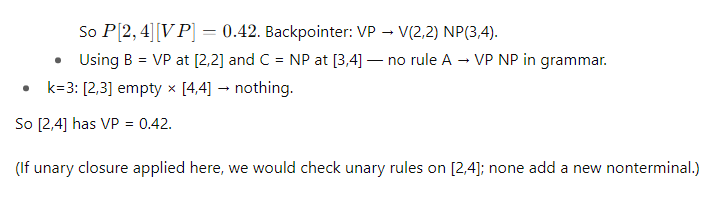 So P[2,4][VP] = 0.42. Backpointer: VP → V(2,2) NP(3,4).
• Using B = VP at [2,2] and C = NP at [3,4] — no rule A → VP NP in grammar.
• k=3: [2,3] empty × [4,4] → nothing.
So [2,4] has VP = 0.42.
(If unary closure applied here, we would check unary rules on [2,4]; none add a new nonterminal.)